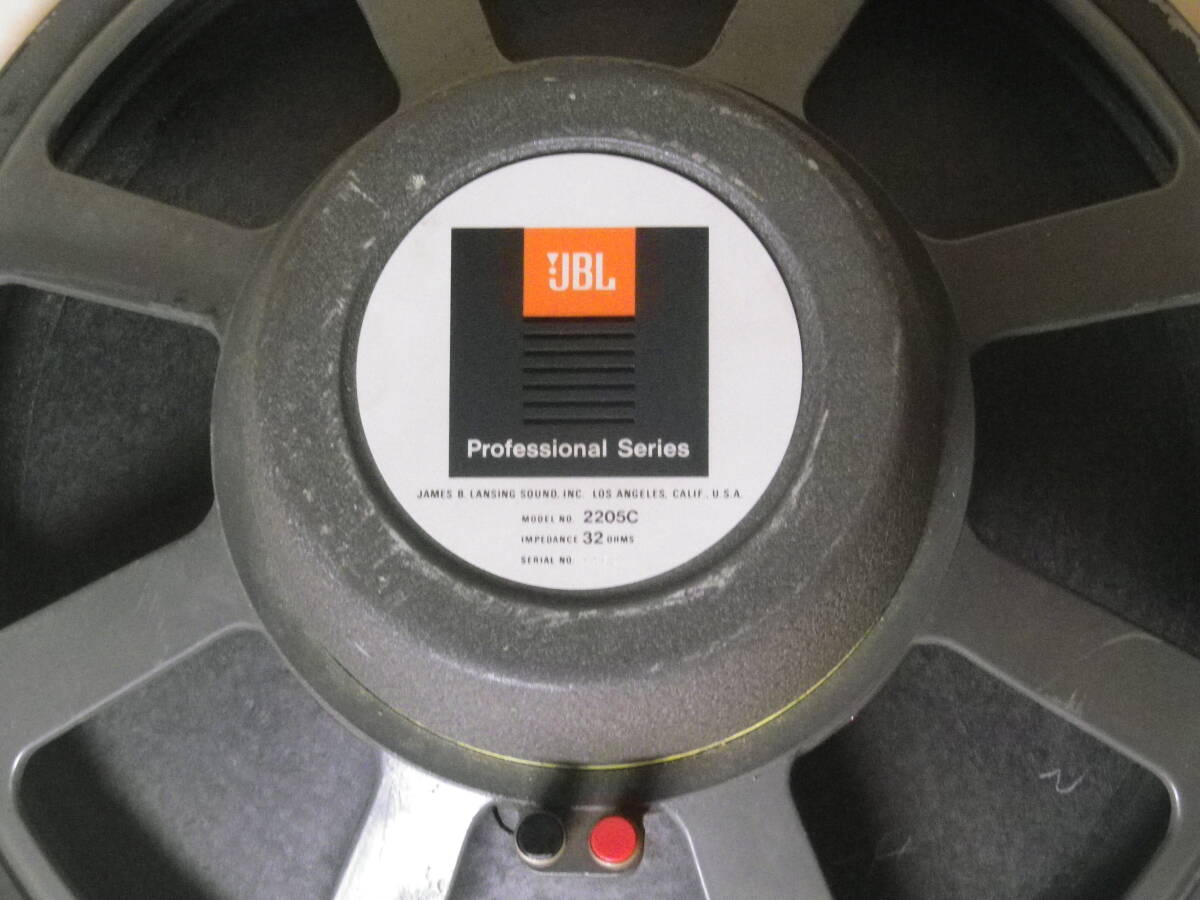 JBL
Professional Series
JAMES B. LANSING SOUND, INC. LOS ANGELES, CALIF., U.S.A.
MODEL NO. 2205C
IMPEDANCE 32 OHMS
SERIAL NO.